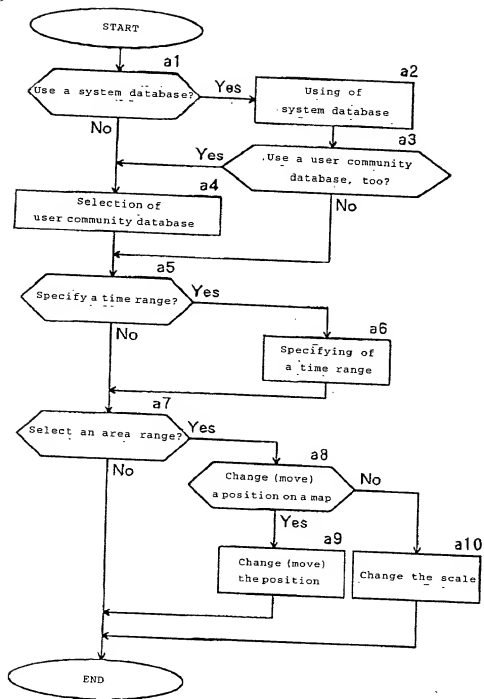 START
a1
Use a system database?
Yes
a2
Using of
system database
No
a3
Yes
Use a user community
database, too?
a4
Selection of
user community database
No
a5
Specify a time range?
Yes
a6
Specifying of
a time range
No
a7
Select an area range?
Yes
a8
Change (move)
a position on a map
No
No
Yes
a9
Change (move)
the position
a10
Change the scale
END